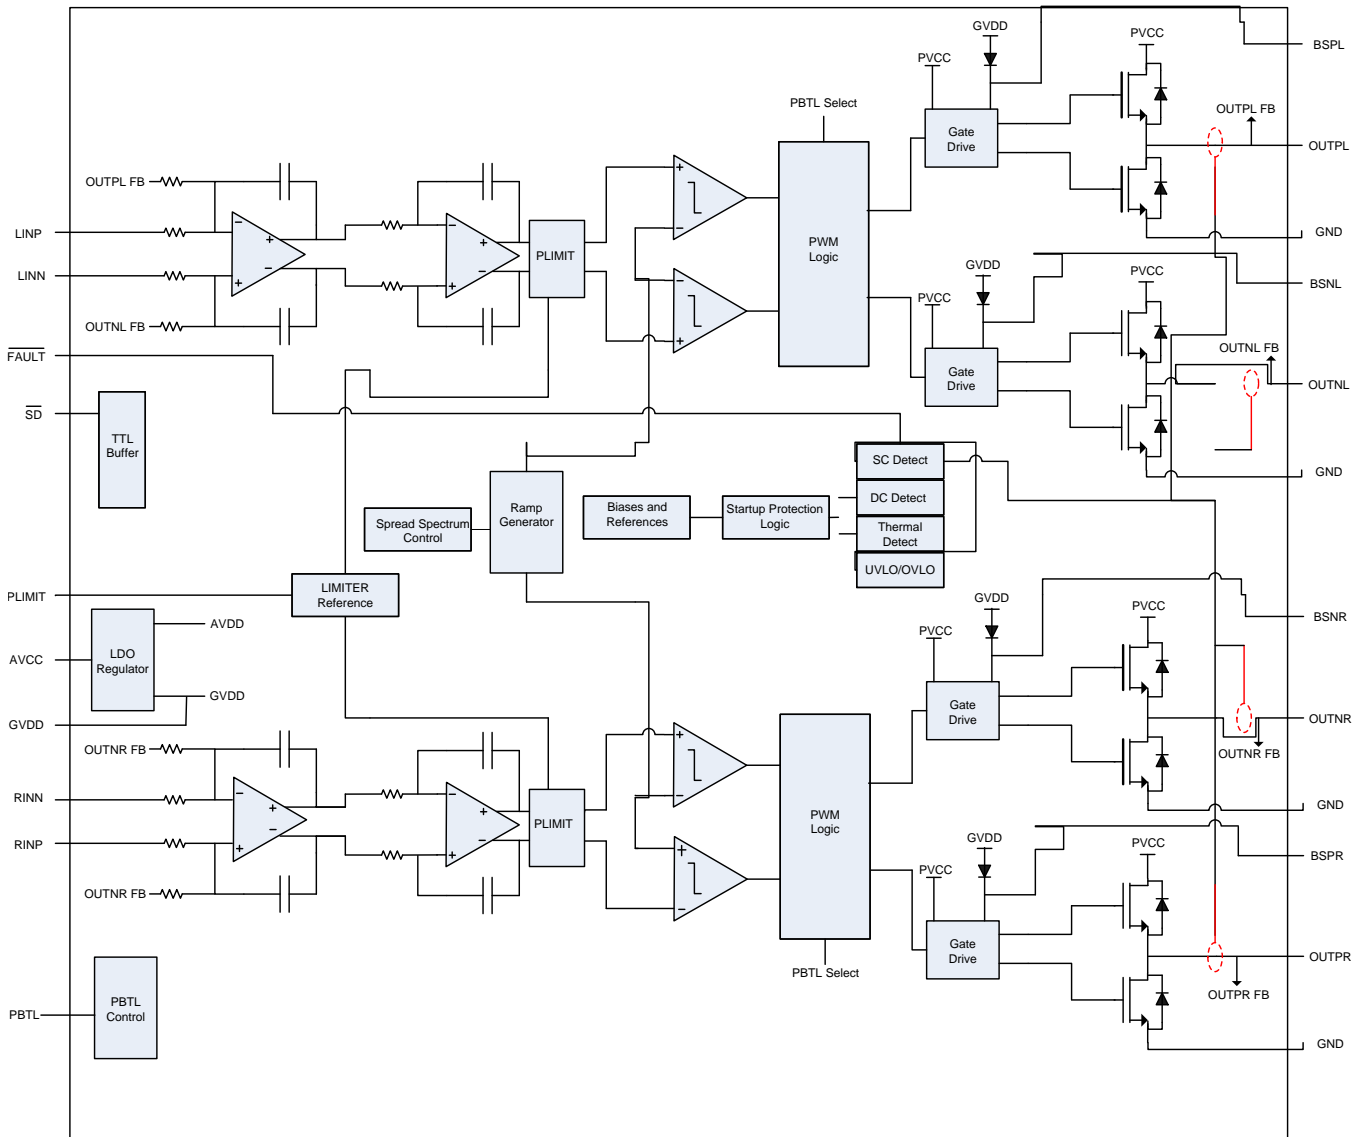 GVDD
PVCC
BSPL
PVCC
PBTL Select
OUTPL FB
Gate
Drive
OUTPL
OUTPL FB
+
−
LINP
−
+
−
+
GND
PLIMIT
PWM
Logic
LINN
+
−
−
+
−
+
GVDD
PVCC
BSNL
PVCC
OUTNL FB
+
OUTNL FB
FAULT
Gate
Drive
OUTNL
SD
TTL
Buffer
SC Detect
GND
DC Detect
Ramp
Generator
Biases and
References
Startup Protection
Logic
Spread Spectrum
Control
Thermal
Detect
UVLO/OVLO
LIMITER
Reference
PLIMIT
GVDD
PVCC
BSNR
PVCC
AVDD
LDO
Regulator
AVCC
GVDD
GVDD
Gate
Drive
OUTNR
OUTNR FB
+
−
OUTNR FB
RINN
−
+
−
+
GND
PLIMIT
PWM
Logic
RINP
+
−
−
+
+
−
GVDD
PVCC
BSPR
PVCC
OUTNR FB
Gate
Drive
OUTPR
PBTL Select
OUTPR FB
PBTL
PBTL
Control
GND